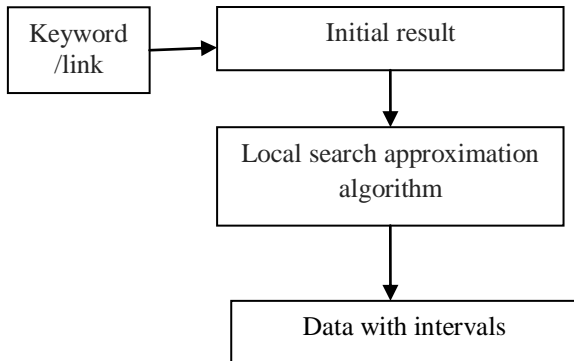 Keyword
/link
Initial result
Local search approximation
algorithm
Data with intervals